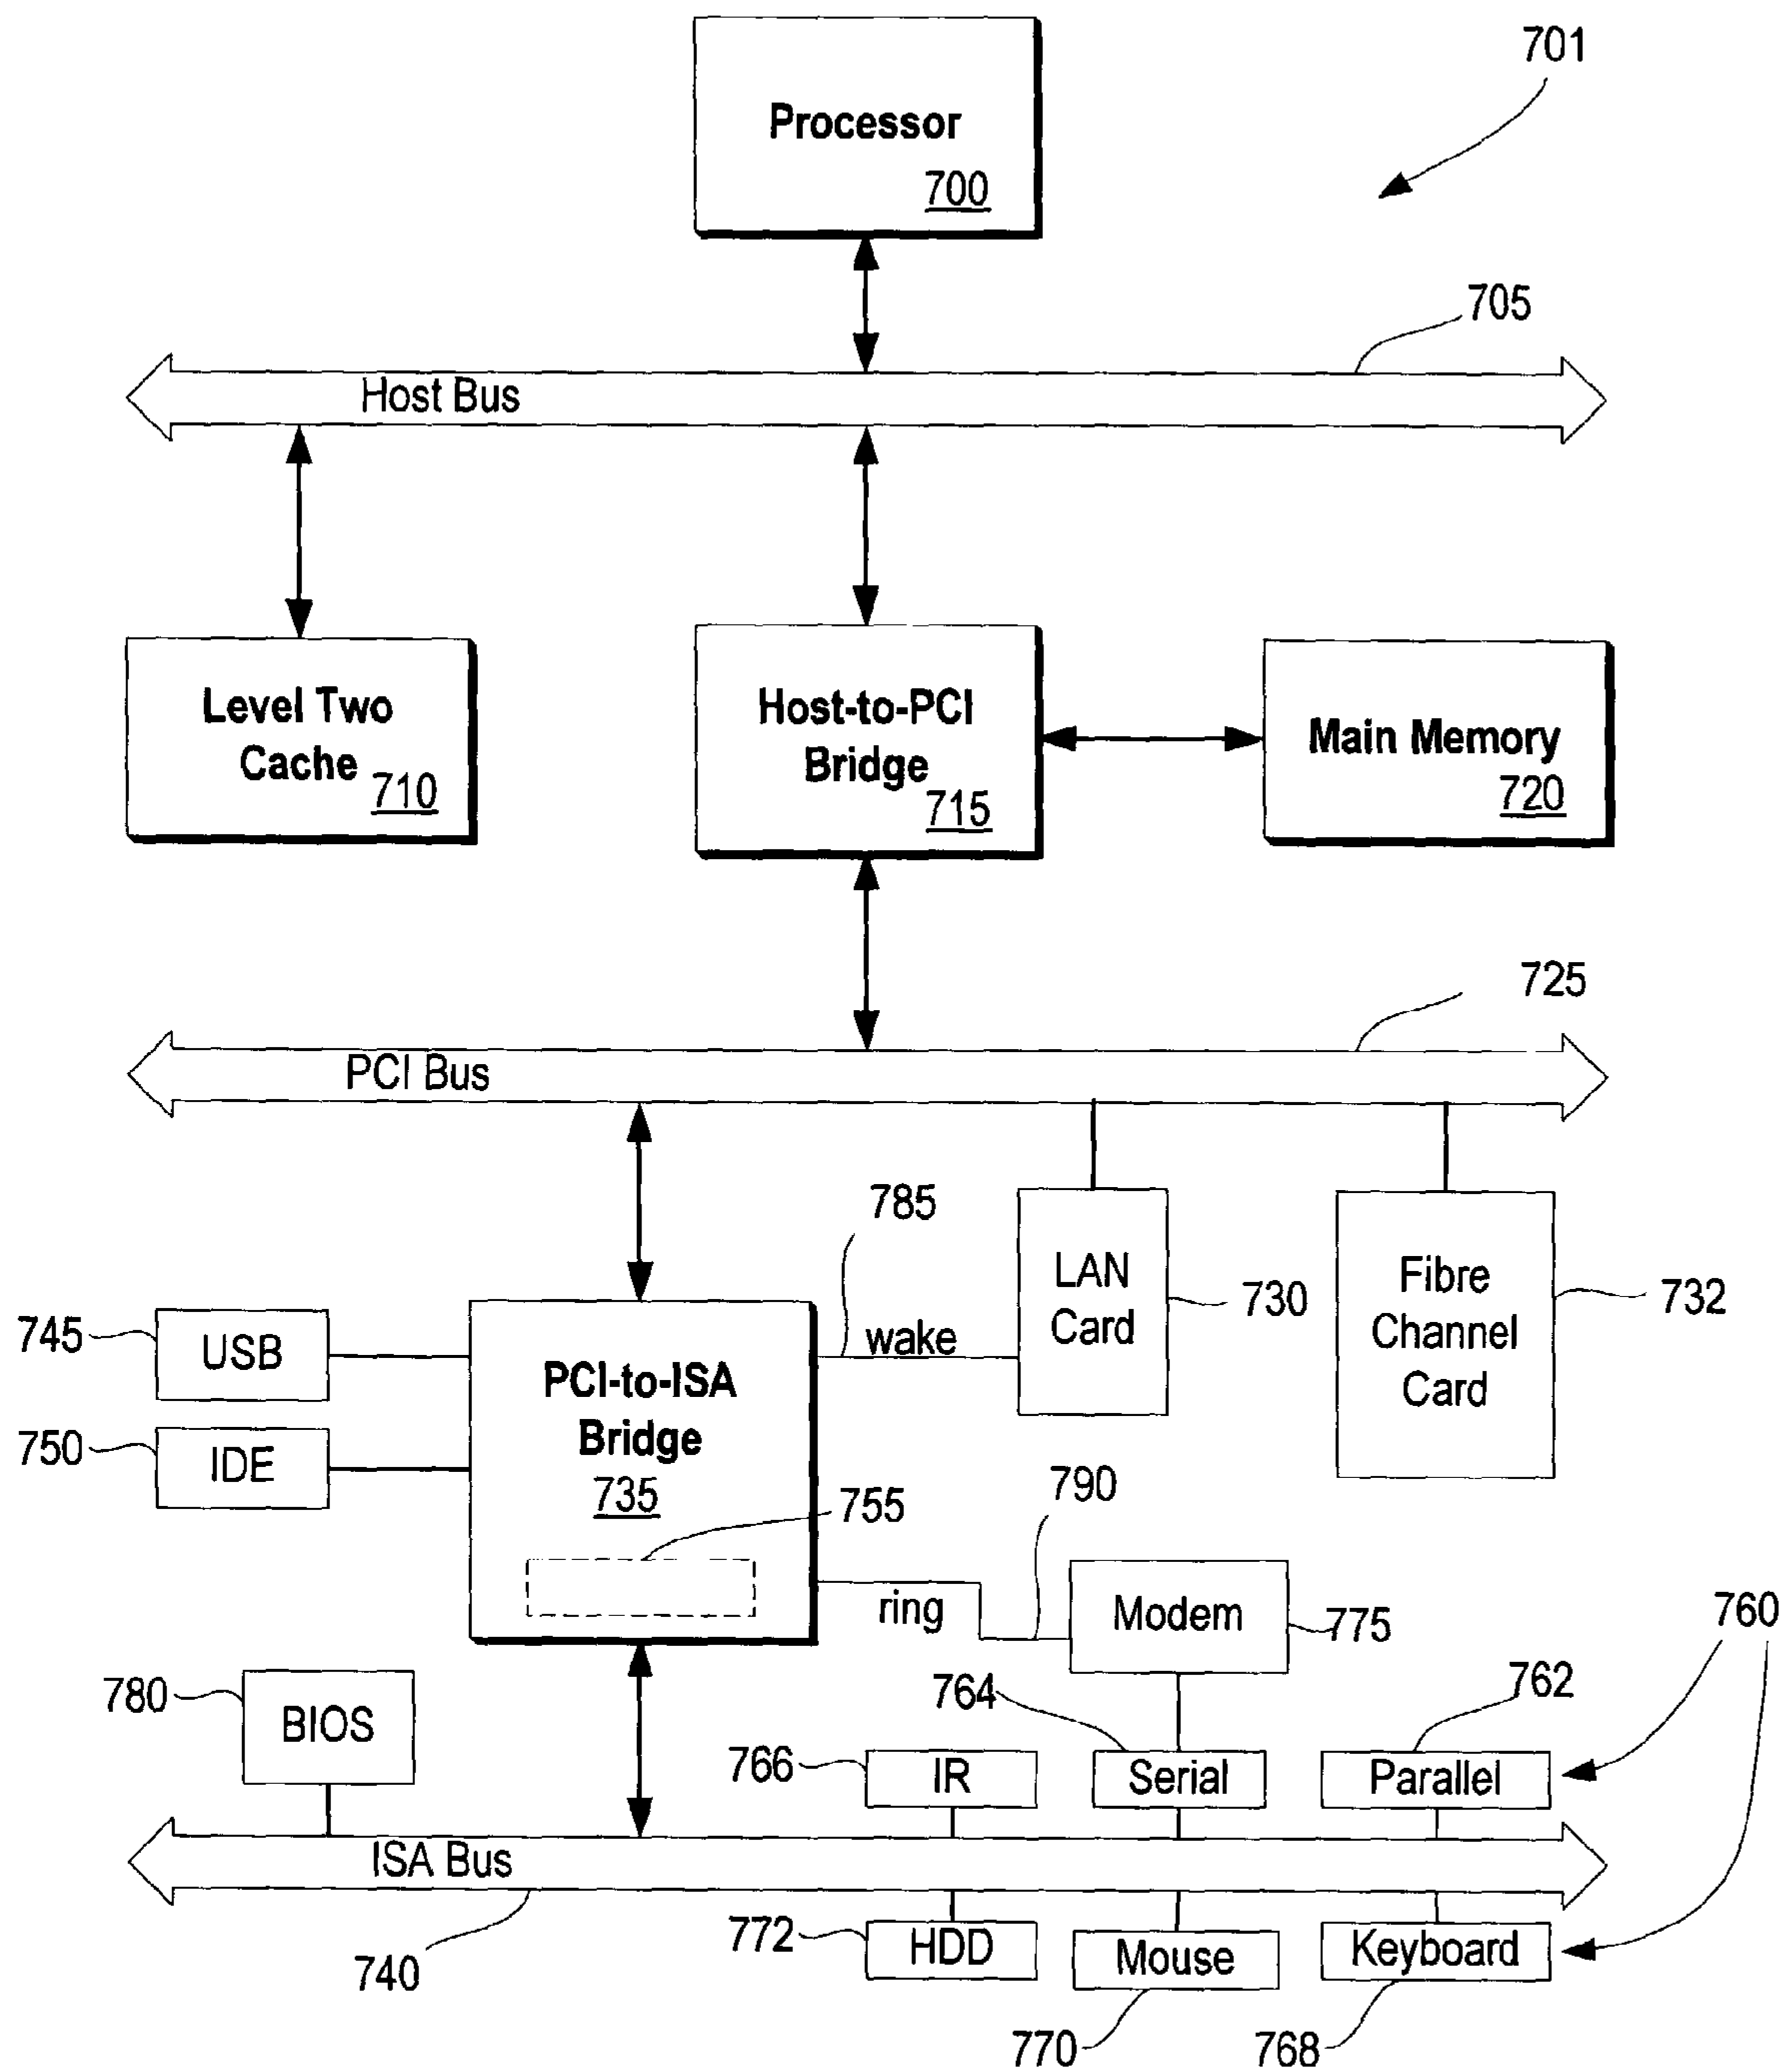 701
Processor
700
705
Host Bus
Level Two
Cache
710
Host-to-PCI
Bridge
715
Main Memory
720
725
PCI Bus
785
LAN
Card
730
Fibre
Channel
Card
732
745
USB
wake
PCI-to-ISA
Bridge
735
750
IDE
755
790
ring
Modem
775
760
780
BIOS
764
762
766
IR
Serial
Parallel
ISA Bus
740
772
HDD
Mouse
Keyboard
770
768